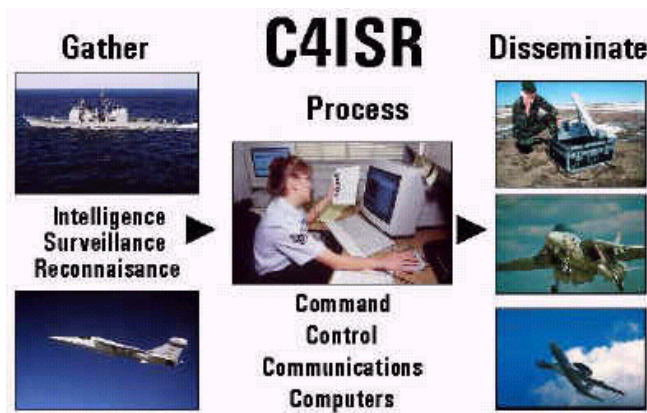 C4ISR
Gather
Intelligence
Surveillance
Reconnaisance
Process
Command
Control
Communications
Computers
Disseminate